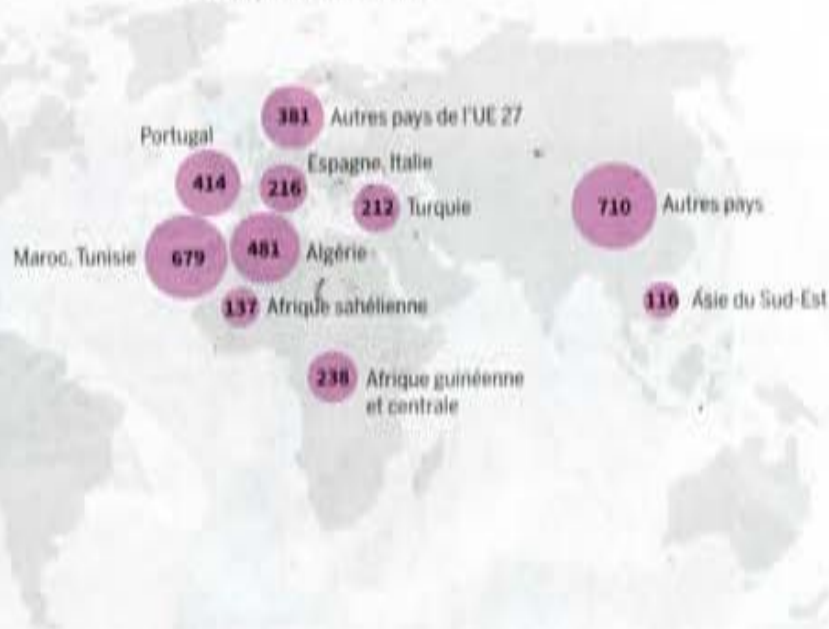 381 Autres pays de l'UE 27
Portugal
414
Espagne, Italie
216
212 Turquie
710 Autres pays
Maroc, Tunisie 679
481 Algérie
137 Afrique sahélienne
116 Asie du Sud-Est
238 Afrique guinéenne
et centrale